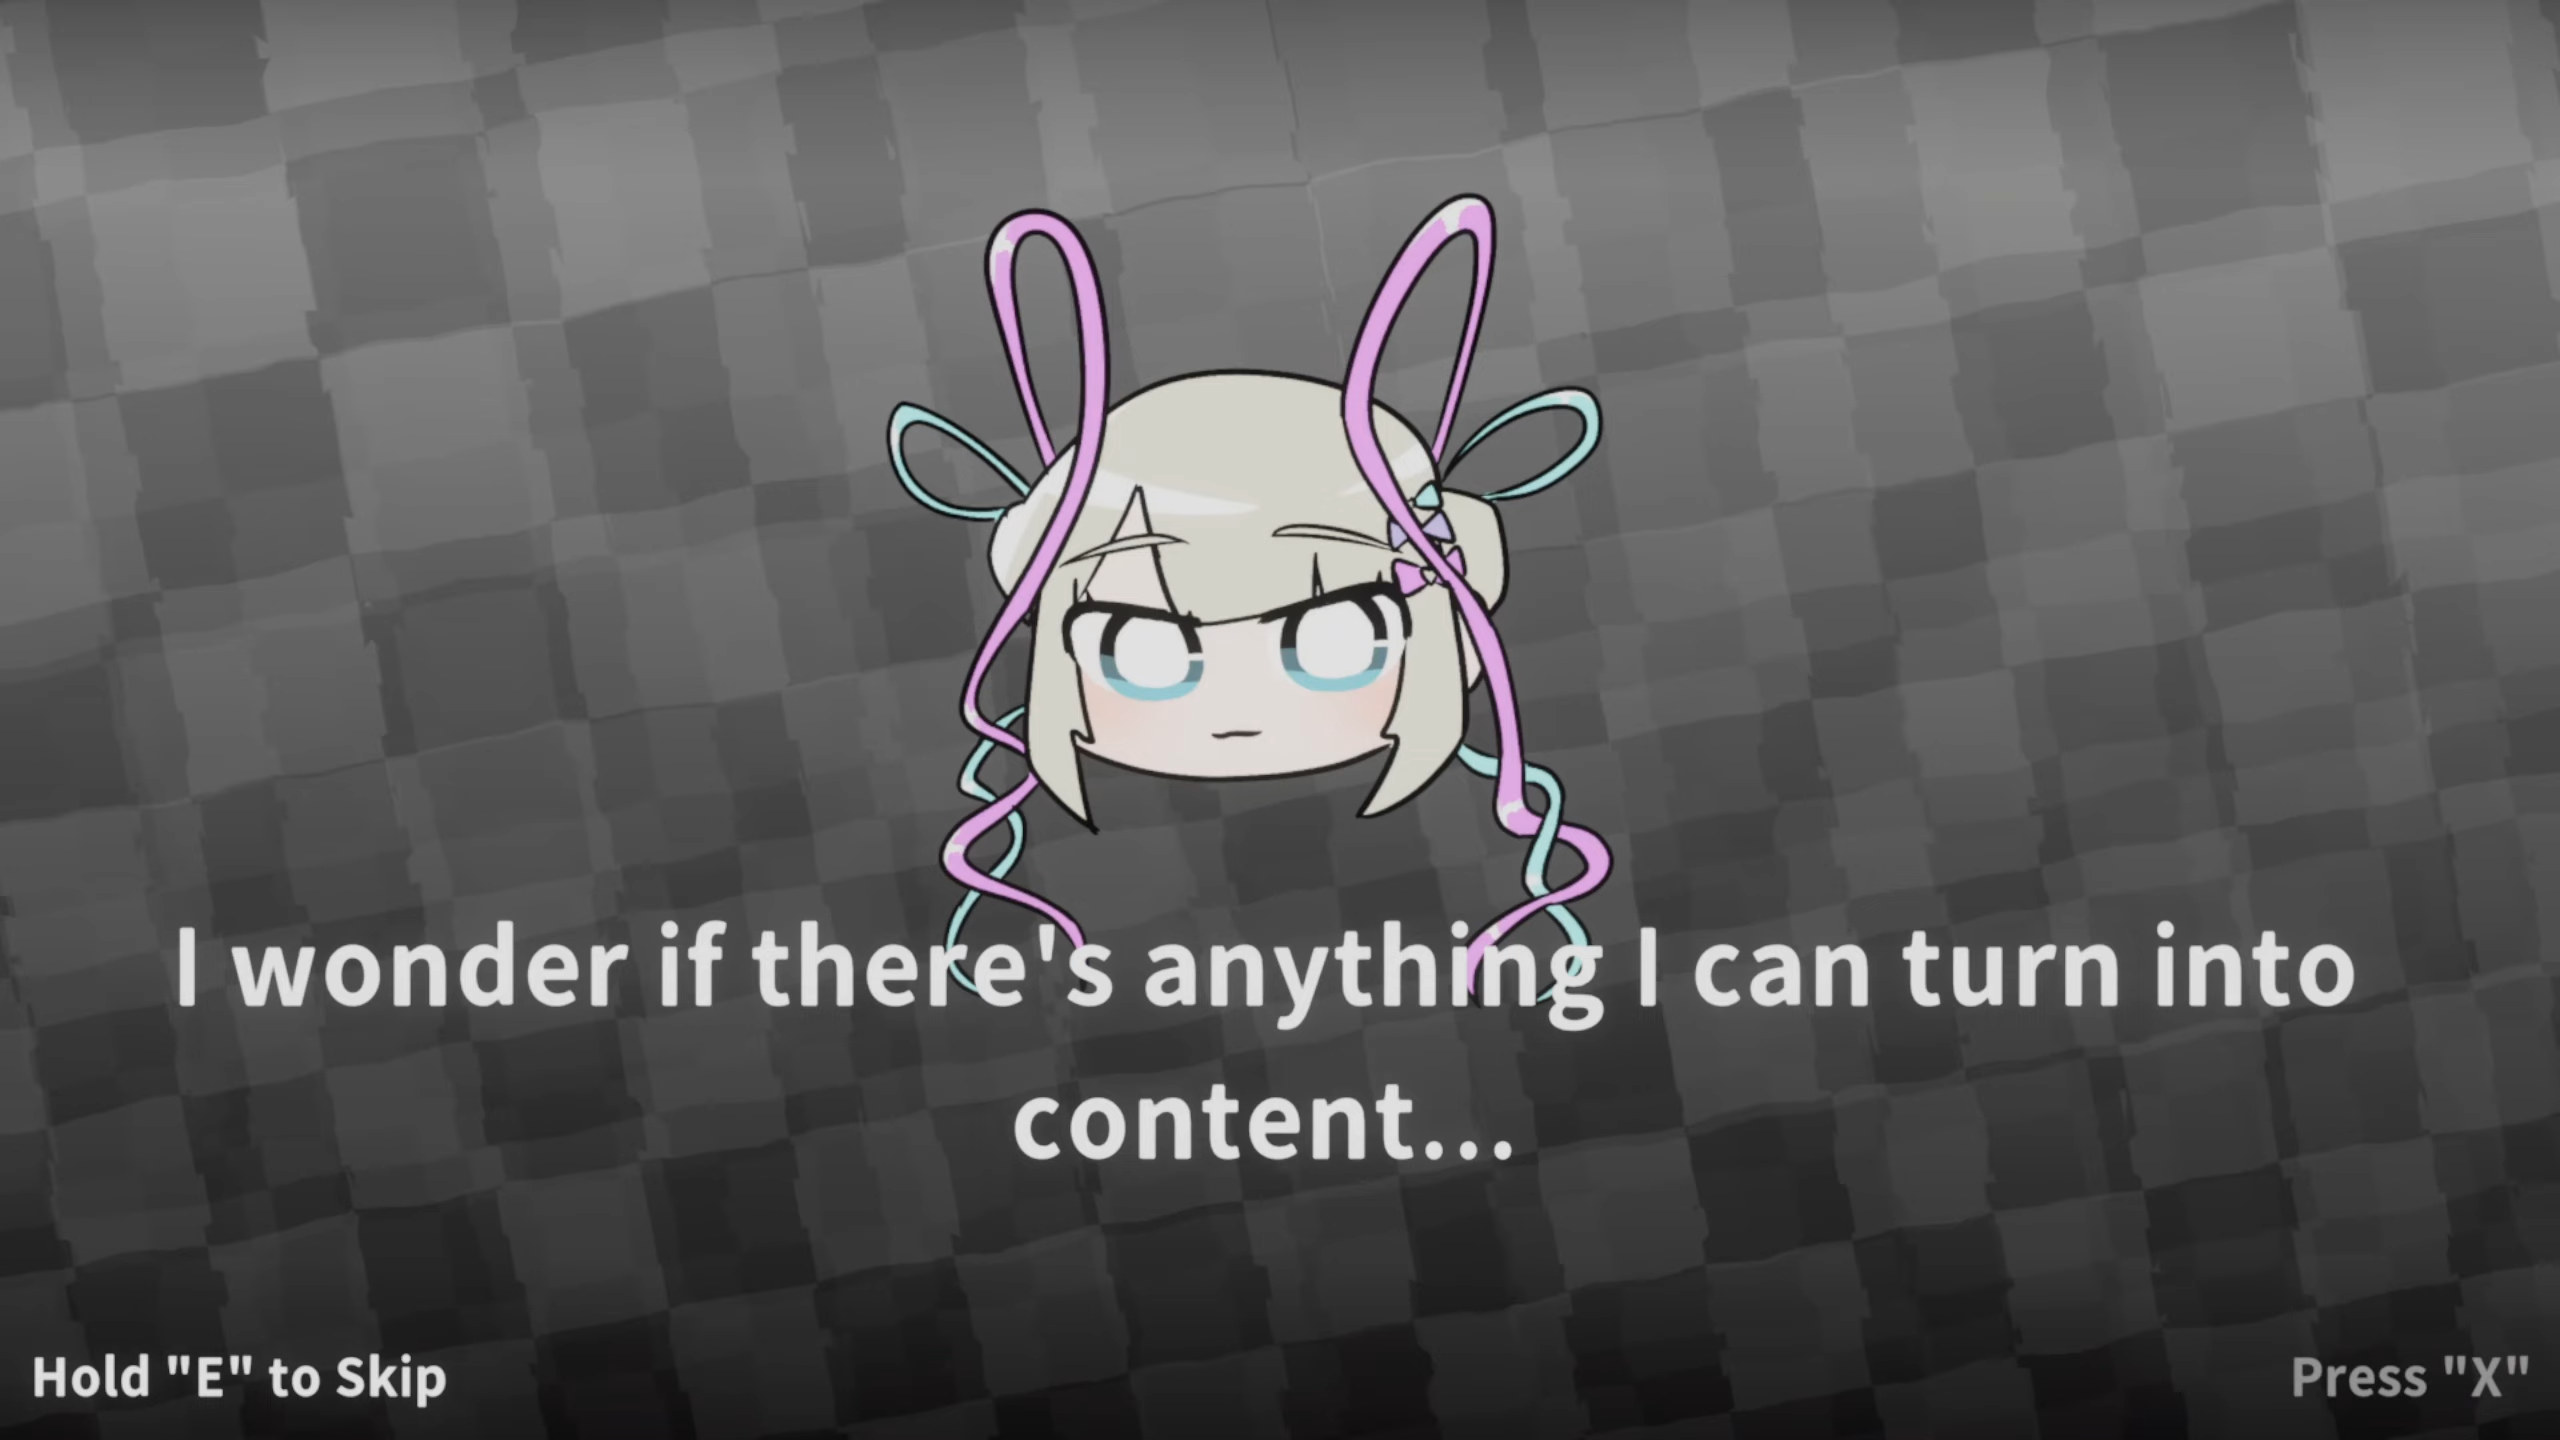 I wonder if there's anything I can turn into
content...
Hold "E" to Skip
Press "X"